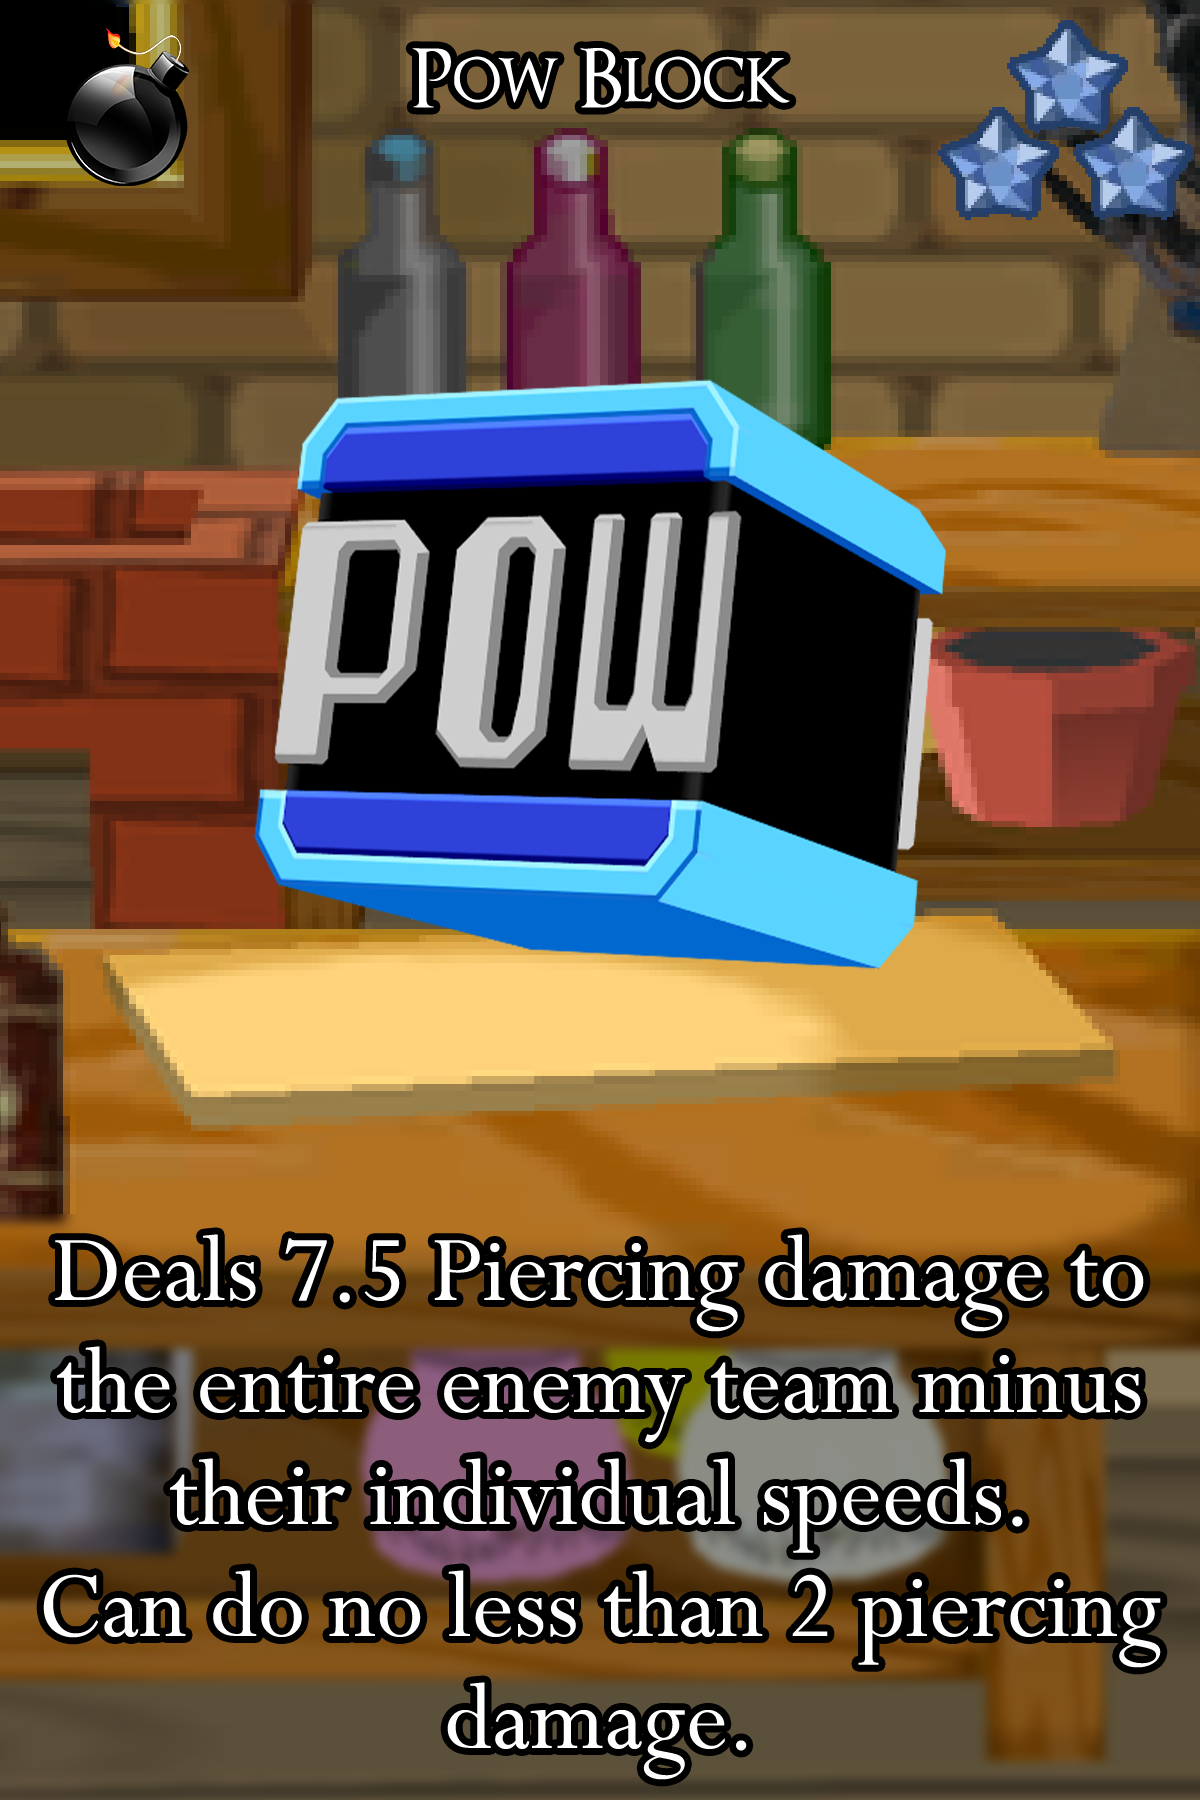 Pow Block
POW
Deals 7.5 Piercing damage to
the entire enemy team minus
their individual speeds.
Can do no less than 2 piercing
damage.